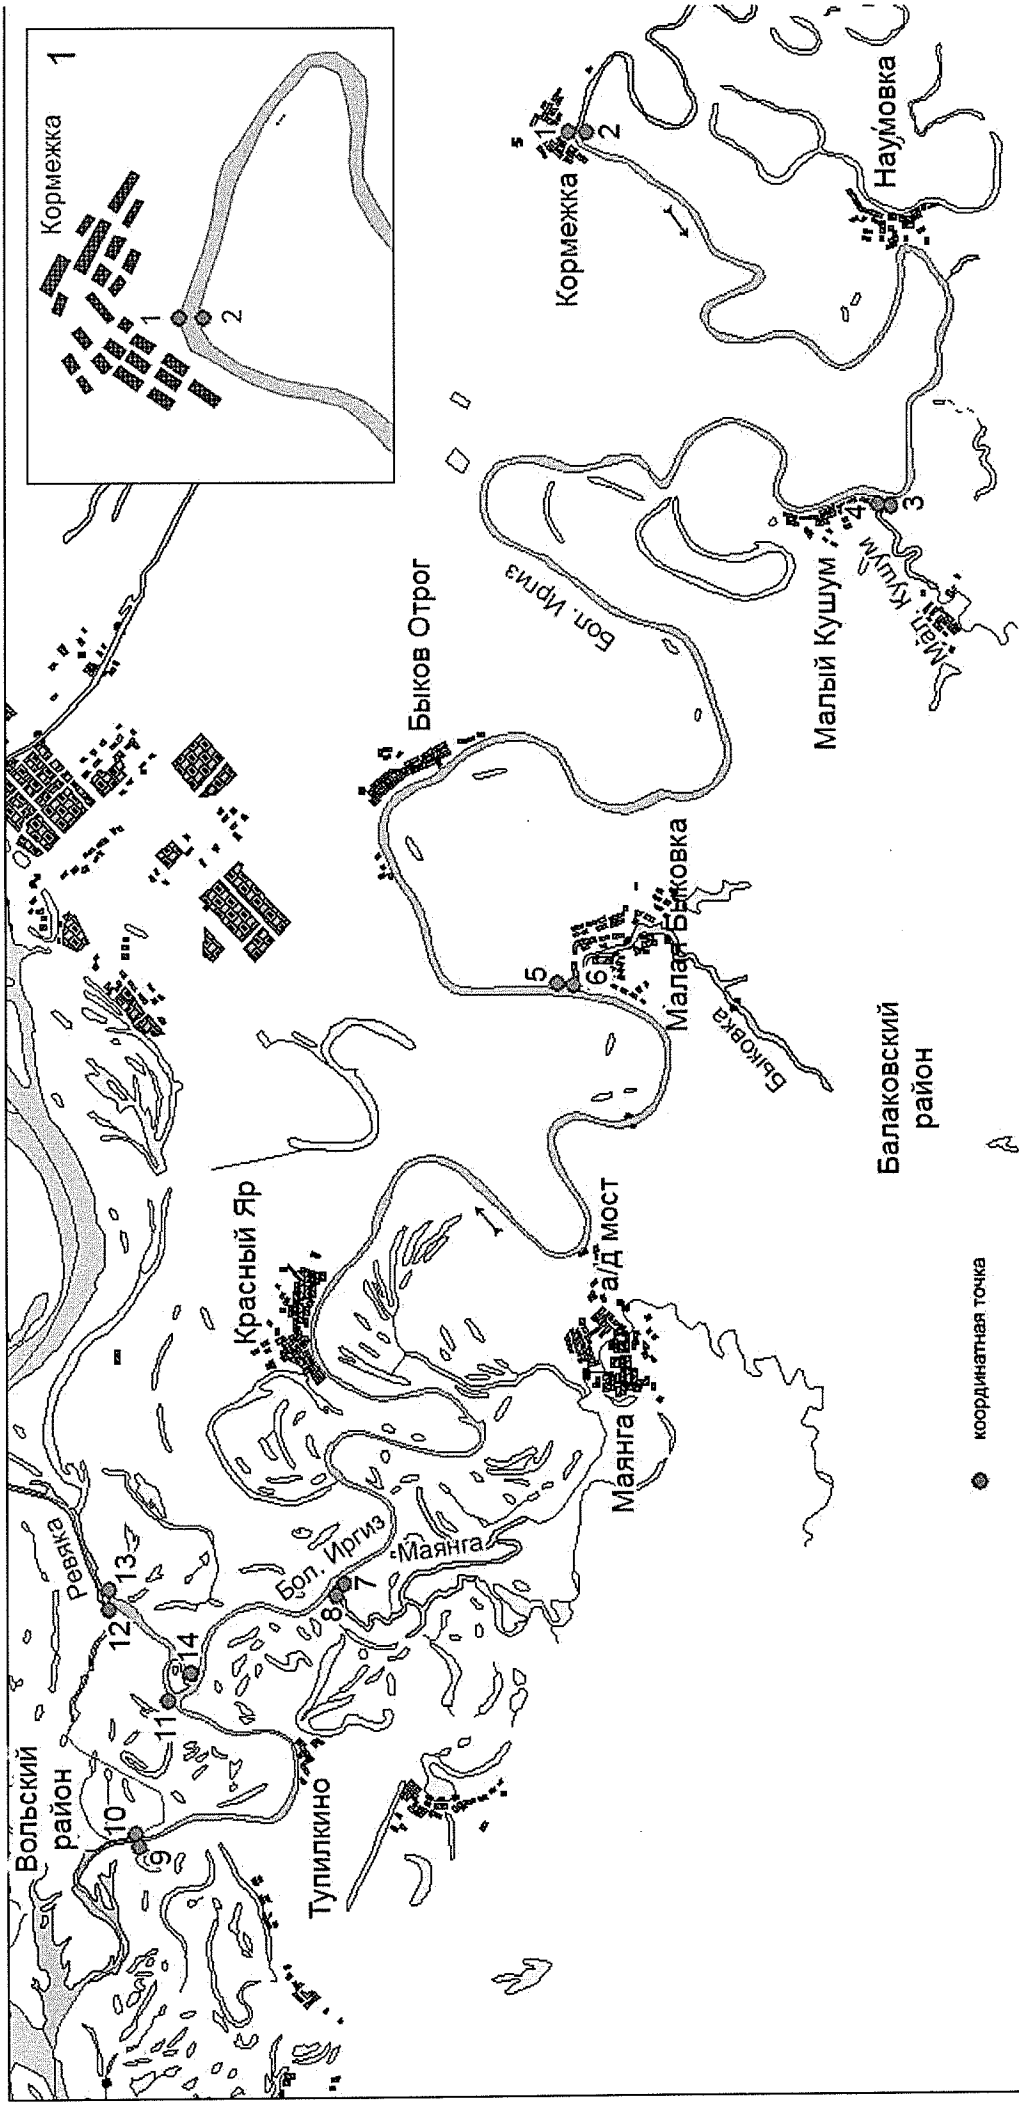 Вольский
район
Ревяка
12
13
10
9
11
14
Тупилкино
Бол. Иргиз
8
7
Маянга
Красный Яр
Маянга
а/д мост
Быков Отрог
5
6
Малая Быковка
Быковка
Бол. Иргиз
Малый Кушум
Мал. Кушум
4
3
Кормежка
1
2
Наумовка
Балаковский
район
координатная точка
1
Кормежка
1
2